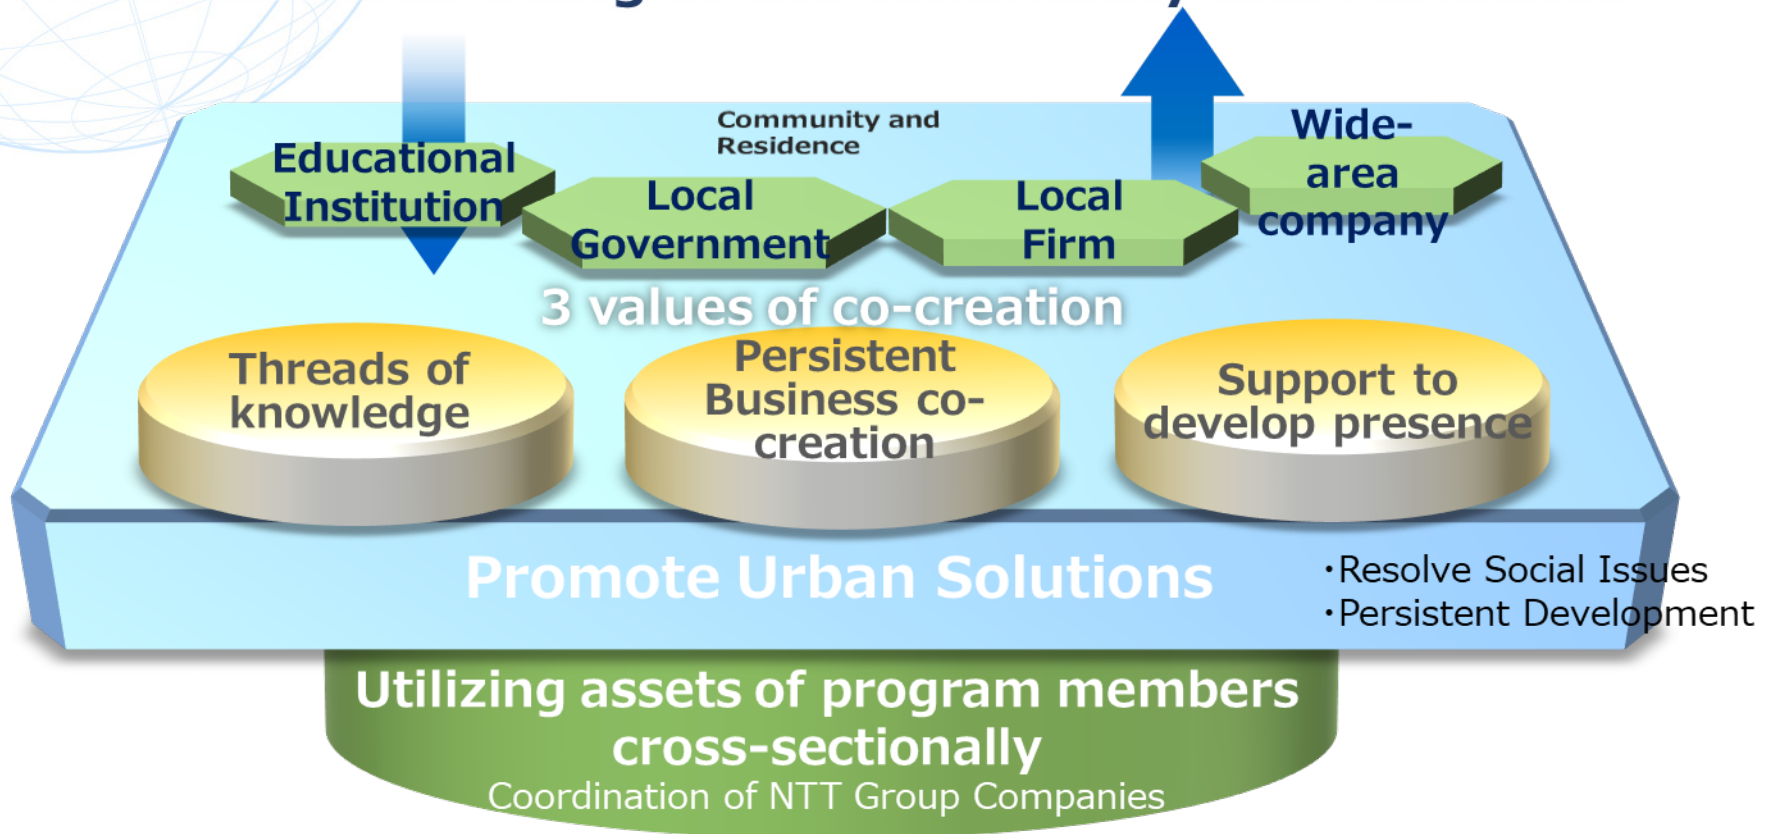 Community and
Residence
Educational
Institution
Local
Government
Local
Firm
Wide-
area
company
3 values of co-creation
Threads of
knowledge
Persistent
Business co-
creation
Support to
develop presence
Promote Urban Solutions
・Resolve Social Issues
・Persistent Development
Utilizing assets of program members
cross-sectionally
Coordination of NTT Group Companies